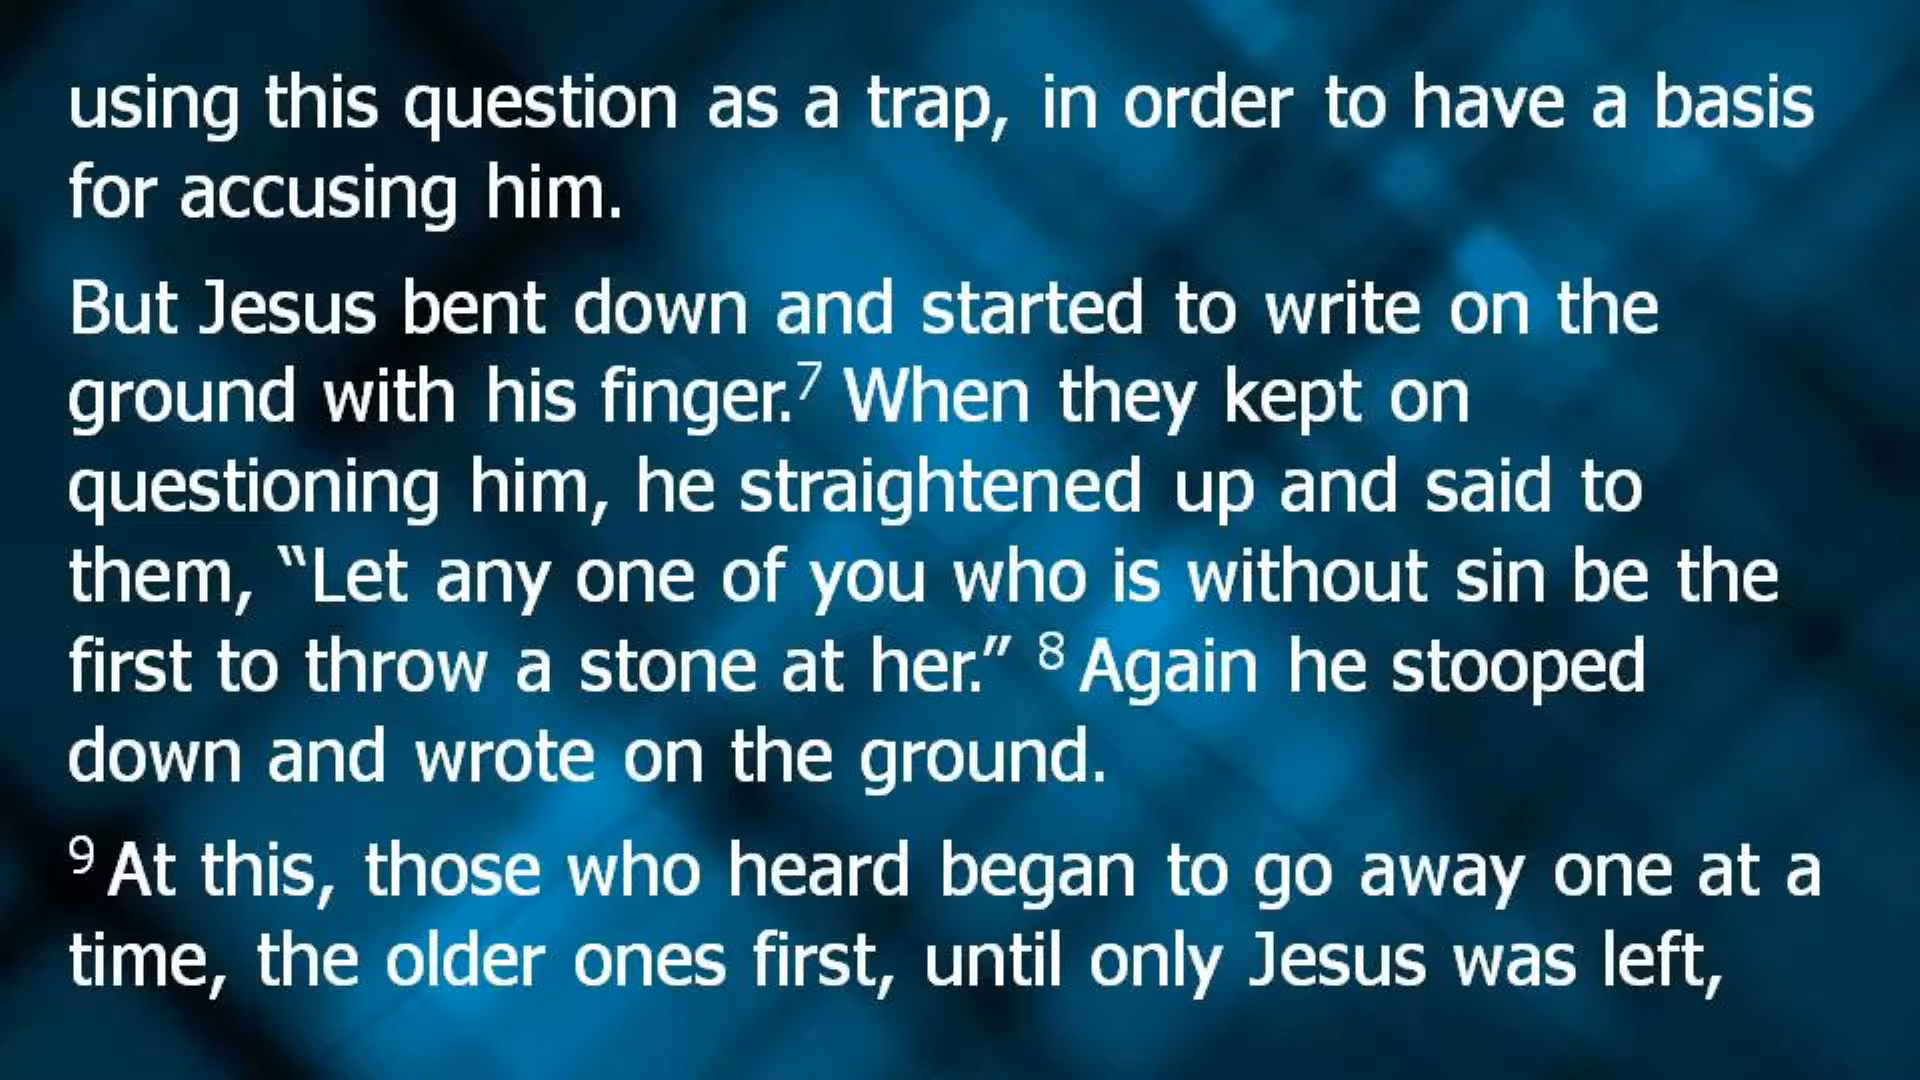 using this question as a trap, in order to have a basis
for accusing him.
But Jesus bent down and started to write on the
ground with his finger.⁷ When they kept on
questioning him, he straightened up and said to
them, “Let any one of you who is without sin be the
first to throw a stone at her.” ⁸ Again he stooped
down and wrote on the ground.
⁹ At this, those who heard began to go away one at a
time, the older ones first, until only Jesus was left,